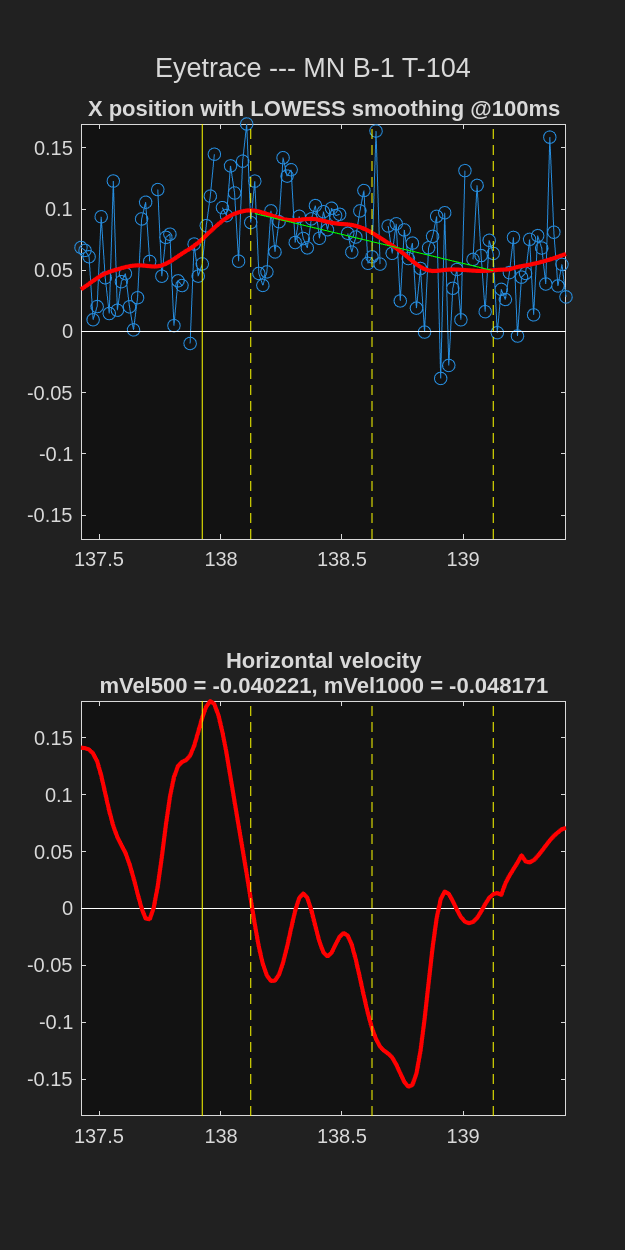 Eyetrace --- MN B-1 T-104
X position with LOWESS smoothing @100ms
0.15
0.1
0.05
0
-0.05
-0.1
-0.15
137.5 138 138.5 139
Horizontal velocity
mVel500 = -0.040221, mVel1000 = -0.048171
0.15
0.1
0.05
0
-0.05
-0.1
-0.15
137.5 138 138.5 139